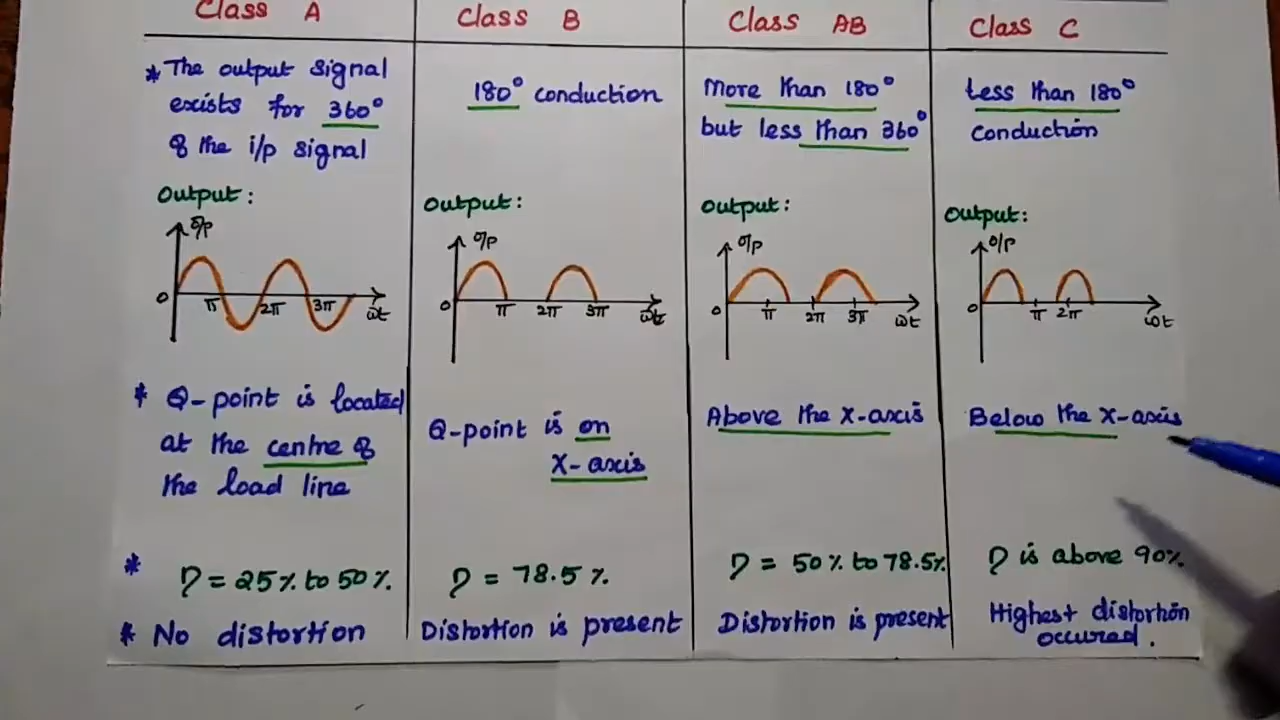 Class A
* The output signal
exists for 360°
of the i/p signal
Output:
o/p
0
π
2π
3π
ωt
* Q-point is located
at the centre of
the load line
* η = 25% to 50%.
* No distortion
Class B
180° conduction
Output:
o/p
0
π
2π
3π
ωt
Q-point is on
X-axis
η = 78.5%.
Distortion is present
Class AB
More than 180°
but less than 360°
Output:
o/p
0
π
2π
3π
ωt
Above the X-axis
η = 50% to 78.5%.
Distortion is present
Class C
Less than 180°
conduction
Output:
o/p
0
π
2π
ωt
Below the X-axis
η is above 90%.
Highest distortion
occured.